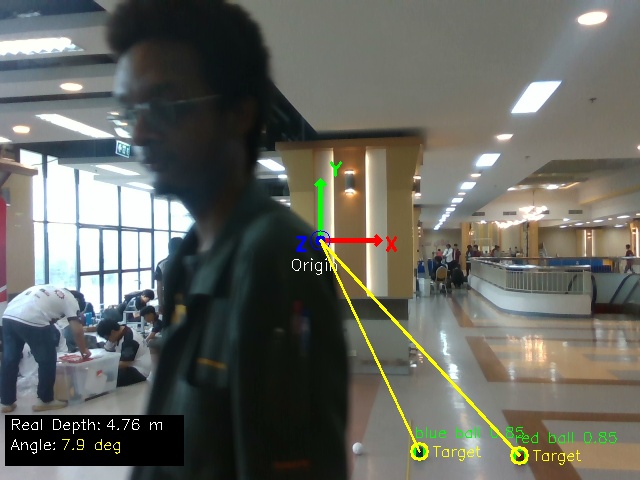 Y
Z
X
Origin
Real Depth: 4.76 m
Angle: 7.9 deg
blue ball 0.85
red ball 0.85
Target
Target